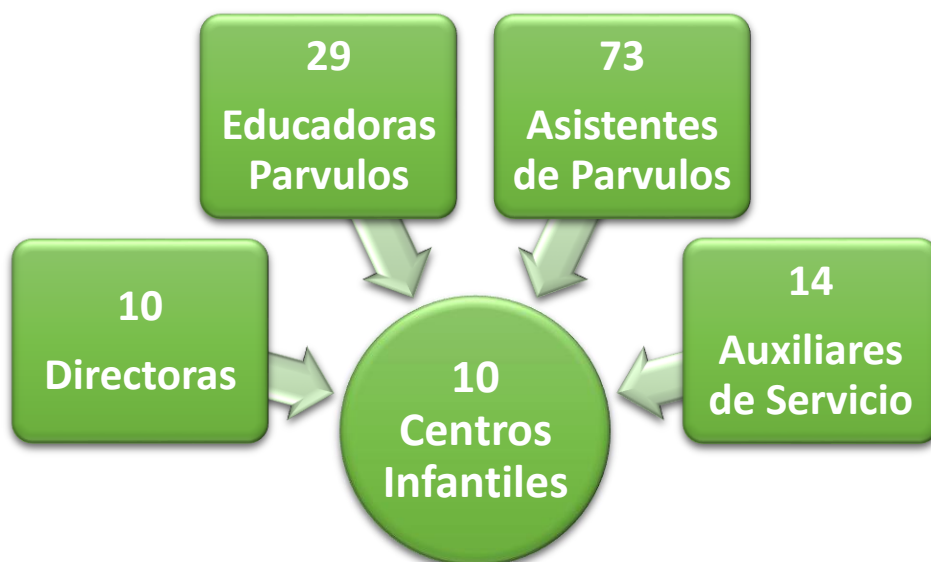 29
Educadoras
Parvulos
73
Asistentes
de Parvulos
10
Directoras
14
Auxiliares
de Servicio
10
Centros
Infantiles